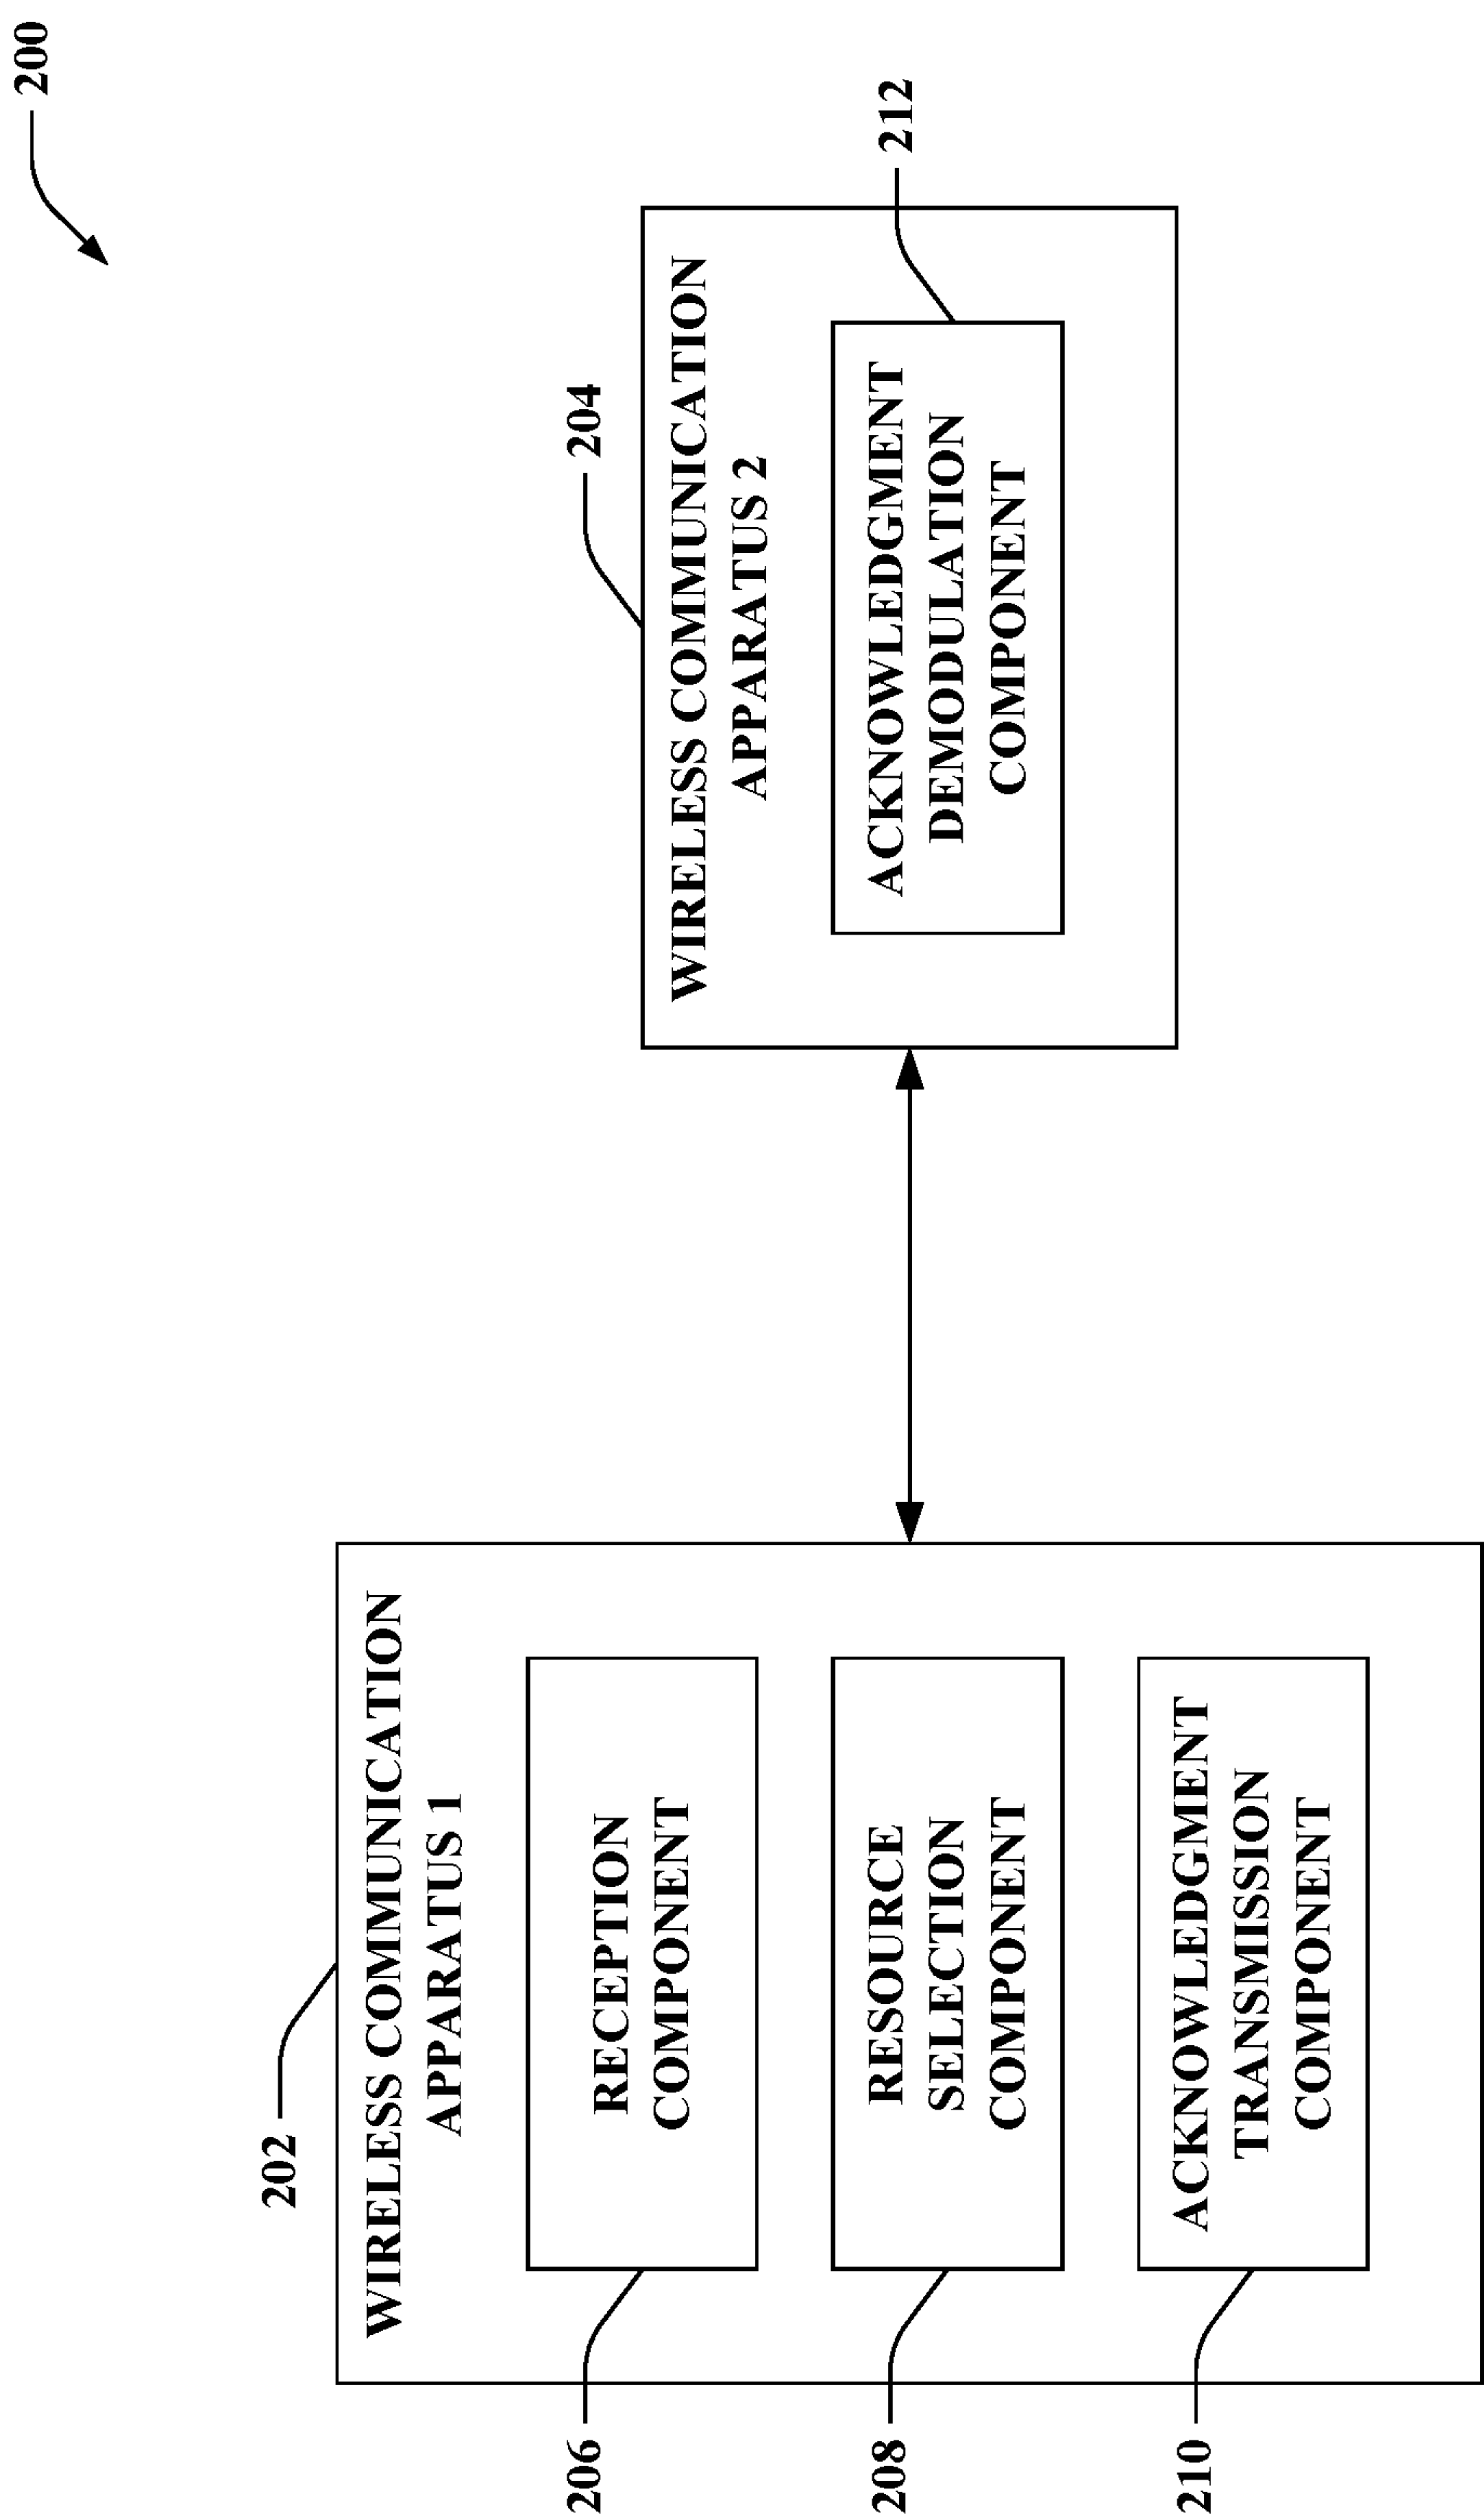 200
202
WIRELESS COMMUNICATION
APPARATUS 1
206
RECEPTION
COMPONENT
208
RESOURCE
SELECTION
COMPONENT
210
ACKNOWLEDGMENT
TRANSMISSION
COMPONENT
204
WIRELESS COMMUNICATION
APPARATUS 2
212
ACKNOWLEDGMENT
DEMODULATION
COMPONENT